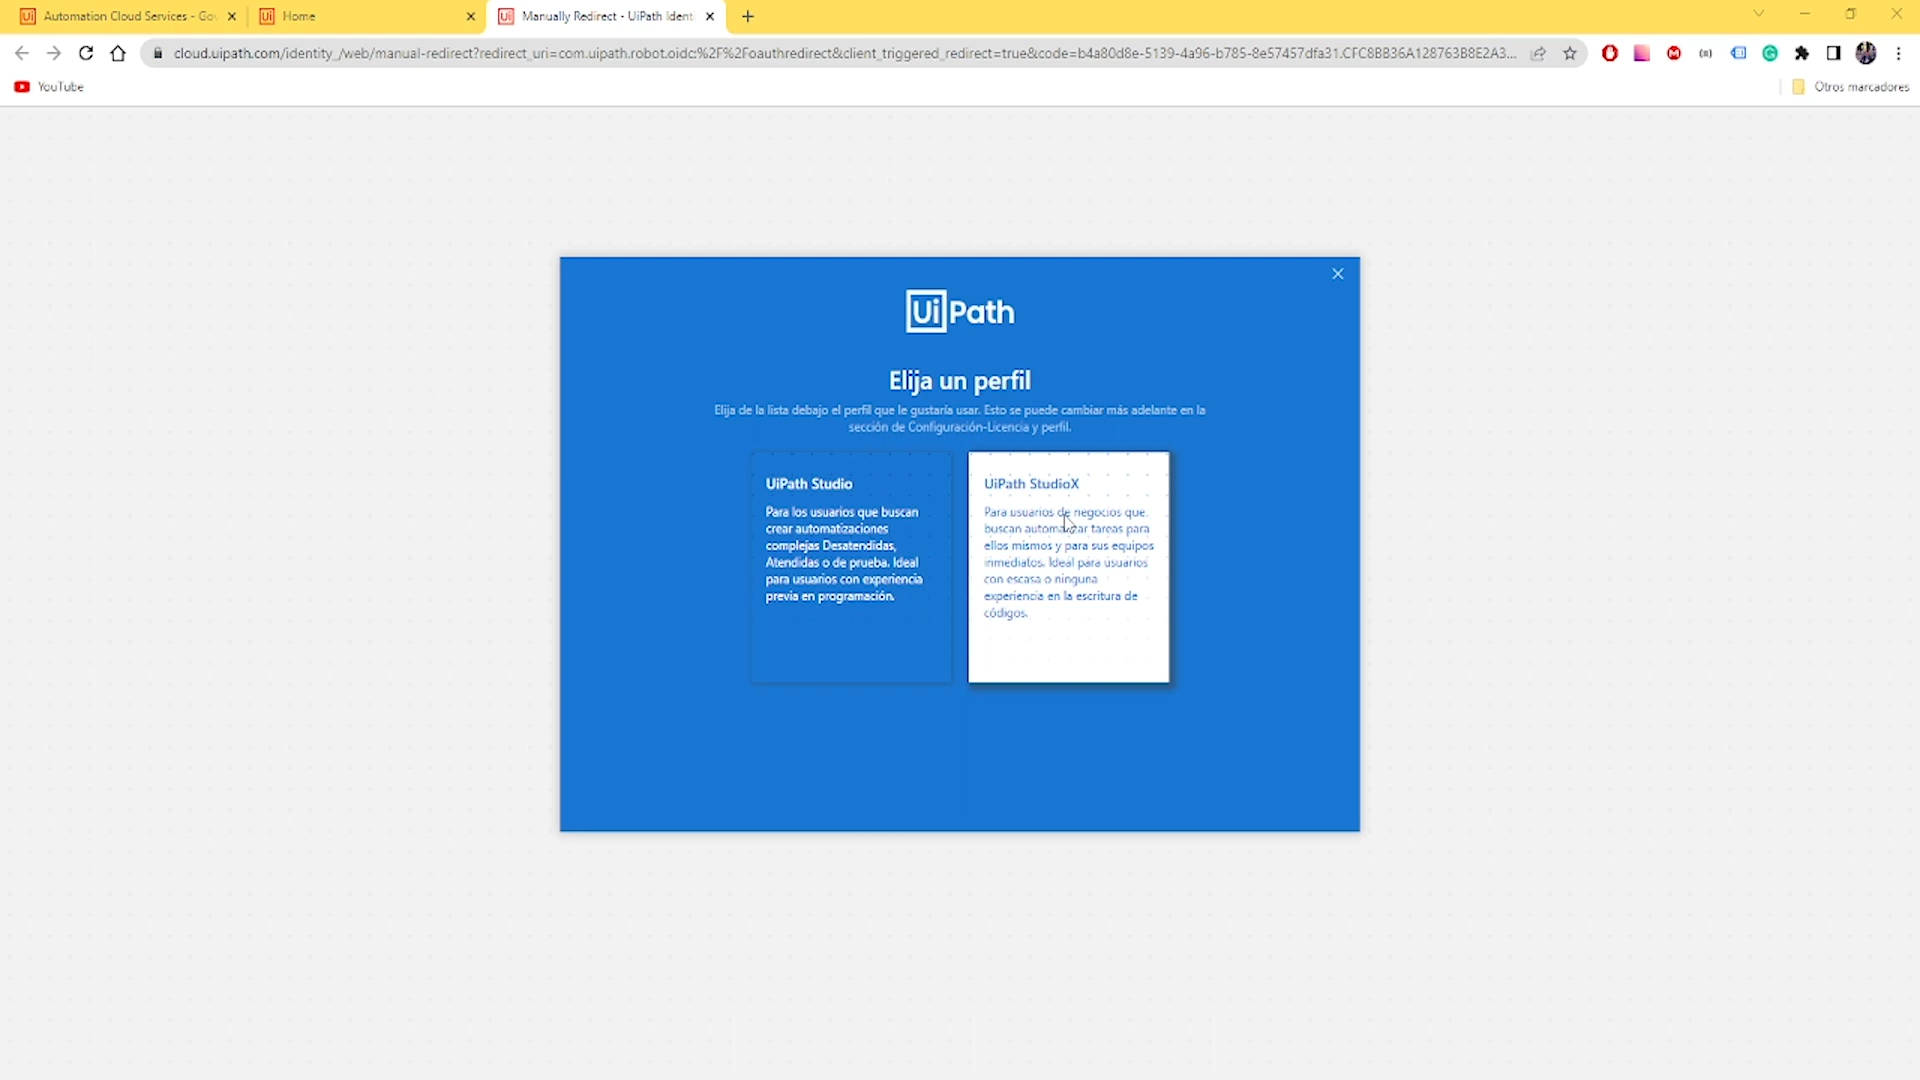 Automation Cloud Services - Go
Home
Manually Redirect - UiPath Identi
cloud.uipath.com/identity_/web/manual-redirect?redirect_uri=com.uipath.robot.oidc:%2F%2Foauthredirect&client_triggered_redirect=true&code=b4a80d8e-5139-4a96-b785-8e57457dfa31.CFC8BB36A128763B8E2A3...
YouTube
Otros marcadores
UiPath
Elija un perfil
Elija de la lista debajo el perfil que le gustaría usar. Esto se puede cambiar más adelante en la
sección de Configuración-Licencia y perfil.
UiPath Studio
Para los usuarios que buscan
crear automatizaciones
complejas Desatendidas,
Atendidas o de prueba. Ideal
para usuarios con experiencia
previa en programación.
UiPath StudioX
Para usuarios de negocios que
buscan automatizar tareas para
ellos mismos y para sus equipos
inmediatos. Ideal para usuarios
con escasa o ninguna
experiencia en la escritura de
códigos.